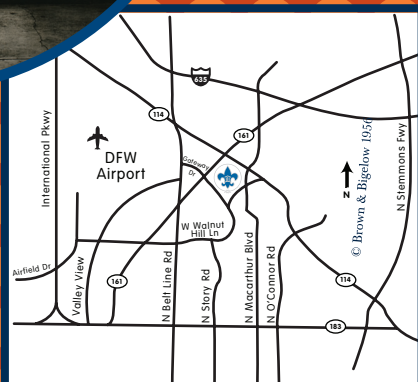 635
114
161
International Pkwy
DFW
Airport
Gateway
Dr
N Stemmons Fwy
© Brown & Bigelow 1956
N
W Walnut
Hill Ln
Airfield Dr
Valley View
161
N Belt Line Rd
N Story Rd
N Macarthur Blvd
N O'Connor Rd
114
183